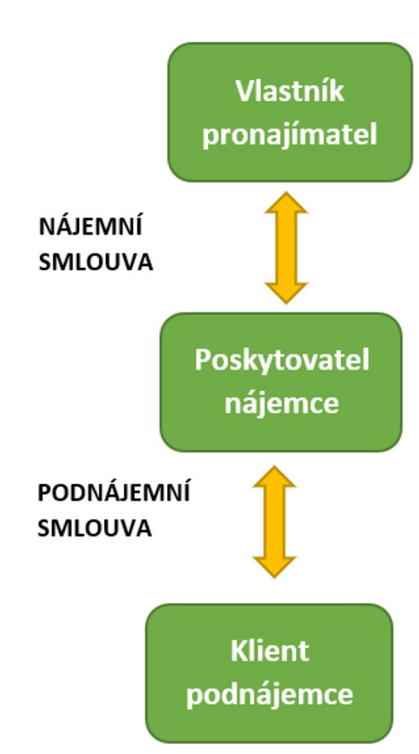 Vlastník
pronajímatel
NÁJEMNÍ
SMLOUVA
Poskytovatel
nájemce
PODNÁJEMNÍ
SMLOUVA
Klient
podnájemce